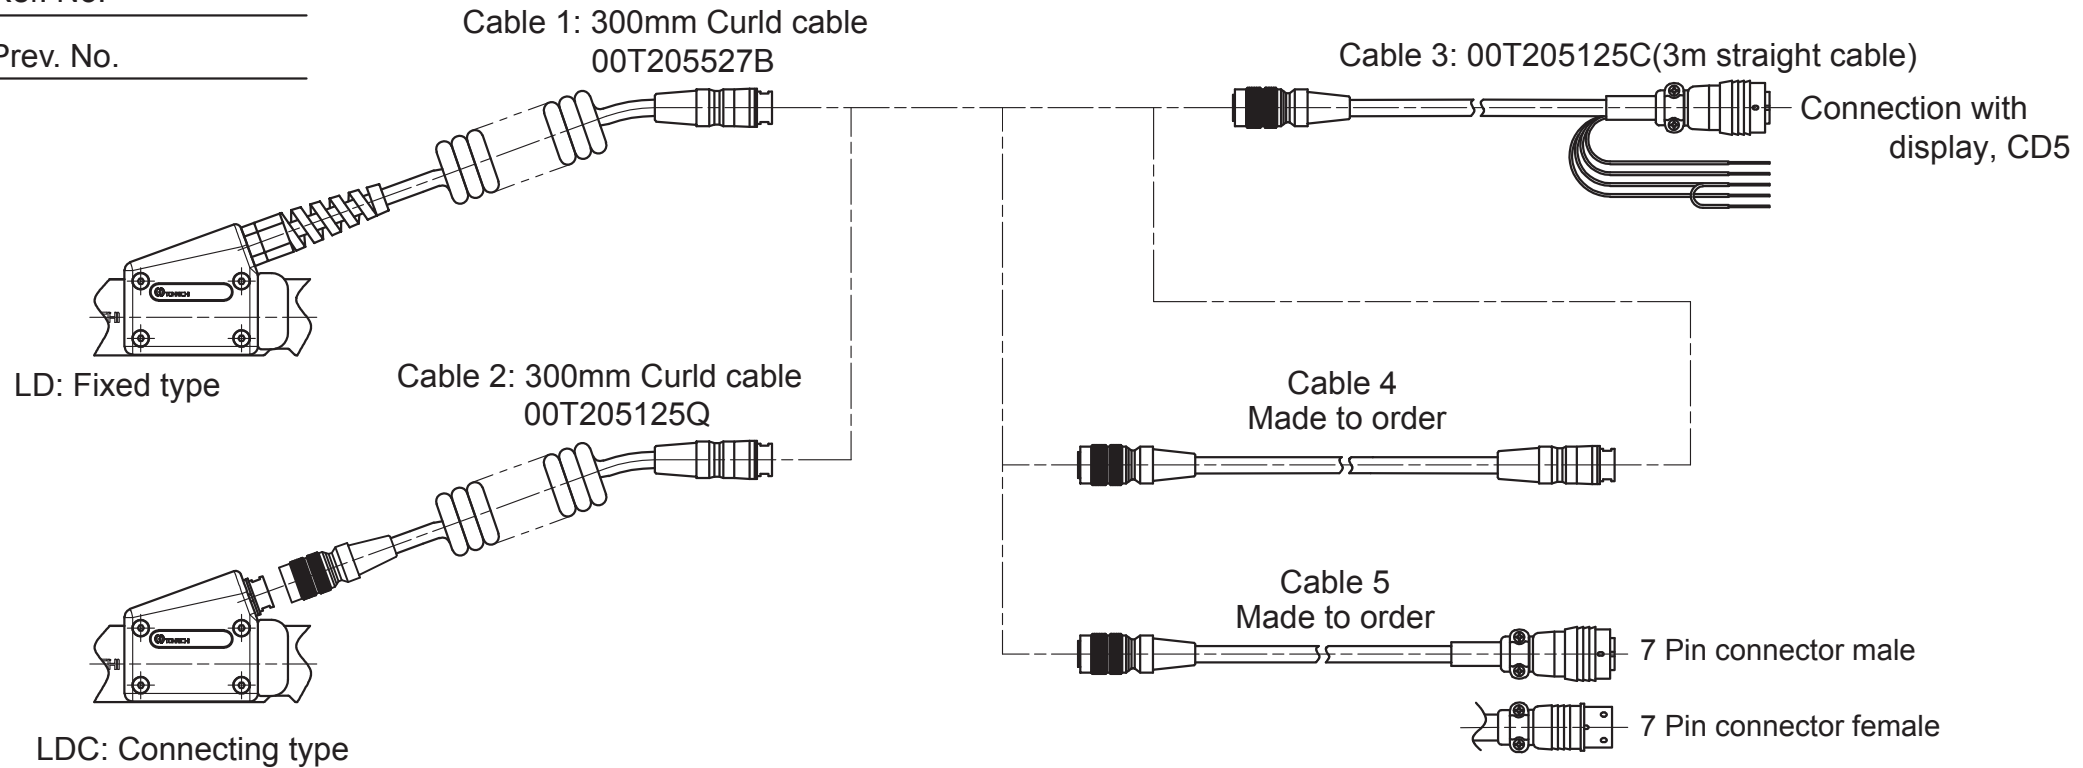 Prev. No.
Cable 1: 300mm Curld cable
00T205527B
Cable 3: 00T205125C(3m straight cable)
Connection with
display, CD5
LD: Fixed type
Cable 2: 300mm Curld cable
00T205125Q
Cable 4
Made to order
Cable 5
Made to order
7 Pin connector male
7 Pin connector female
LDC: Connecting type